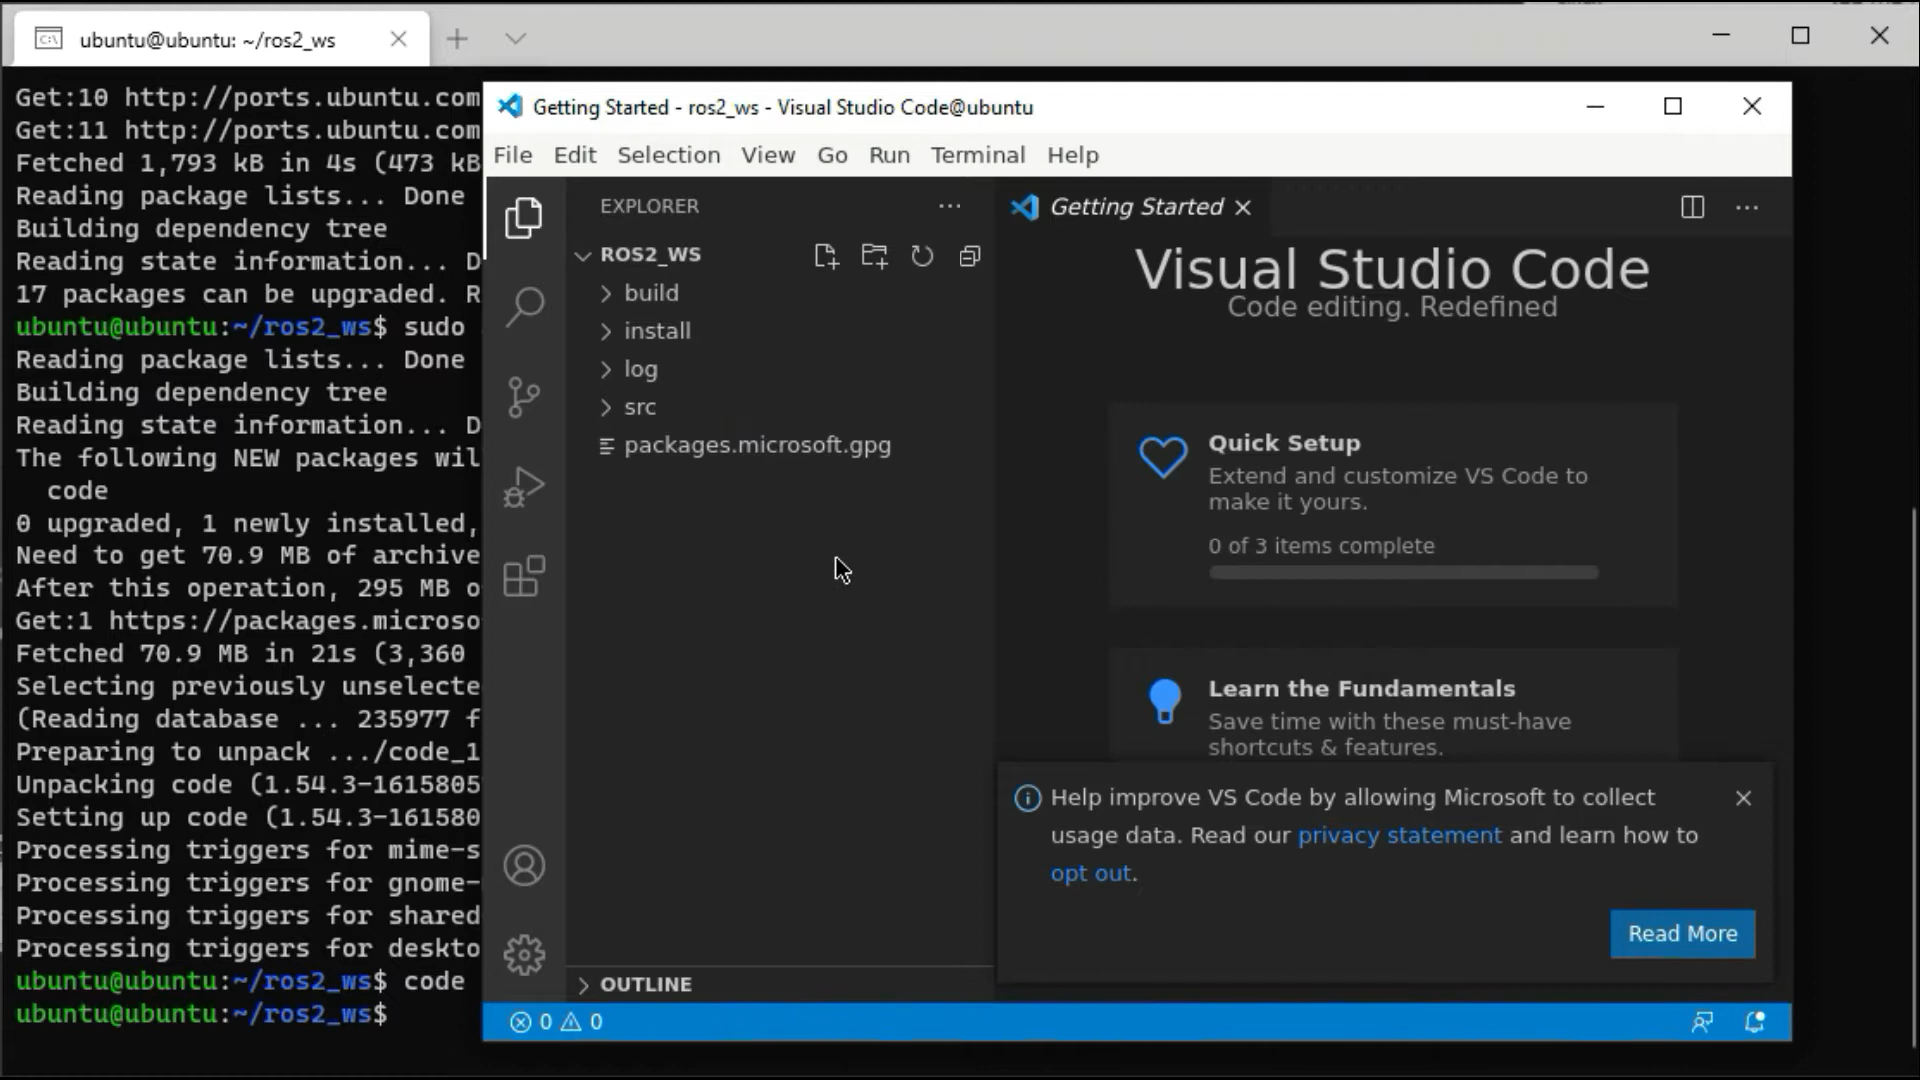 ubuntu@ubuntu: ~/ros2_ws
Get:10 http://ports.ubuntu.com
Get:11 http://ports.ubuntu.com
Fetched 1,793 kB in 4s (473 kB
Reading package lists... Done
Building dependency tree
Reading state information... D
17 packages can be upgraded. R
ubuntu@ubuntu:~/ros2_ws$ sudo
Reading package lists... Done
Building dependency tree
Reading state information... D
The following NEW packages wil
code
0 upgraded, 1 newly installed,
Need to get 70.9 MB of archive
After this operation, 295 MB o
Get:1 https://packages.microso
Fetched 70.9 MB in 21s (3,360
Selecting previously unselecte
(Reading database ... 235977 f
Preparing to unpack .../code_1
Unpacking code (1.54.3-1615805
Setting up code (1.54.3-161580
Processing triggers for mime-s
Processing triggers for gnome-
Processing triggers for shared
Processing triggers for deskto
ubuntu@ubuntu:~/ros2_ws$ code
ubuntu@ubuntu:~/ros2_ws$
Getting Started - ros2_ws - Visual Studio Code@ubuntu
File Edit Selection View Go Run Terminal Help
EXPLORER
ROS2_WS
build
install
log
src
packages.microsoft.gpg
OUTLINE
Getting Started
Visual Studio Code
Code editing. Redefined
Quick Setup
Extend and customize VS Code to
make it yours.
0 of 3 items complete
Learn the Fundamentals
Save time with these must-have
shortcuts & features.
Help improve VS Code by allowing Microsoft to collect
usage data. Read our privacy statement and learn how to
opt out.
Read More
0 0